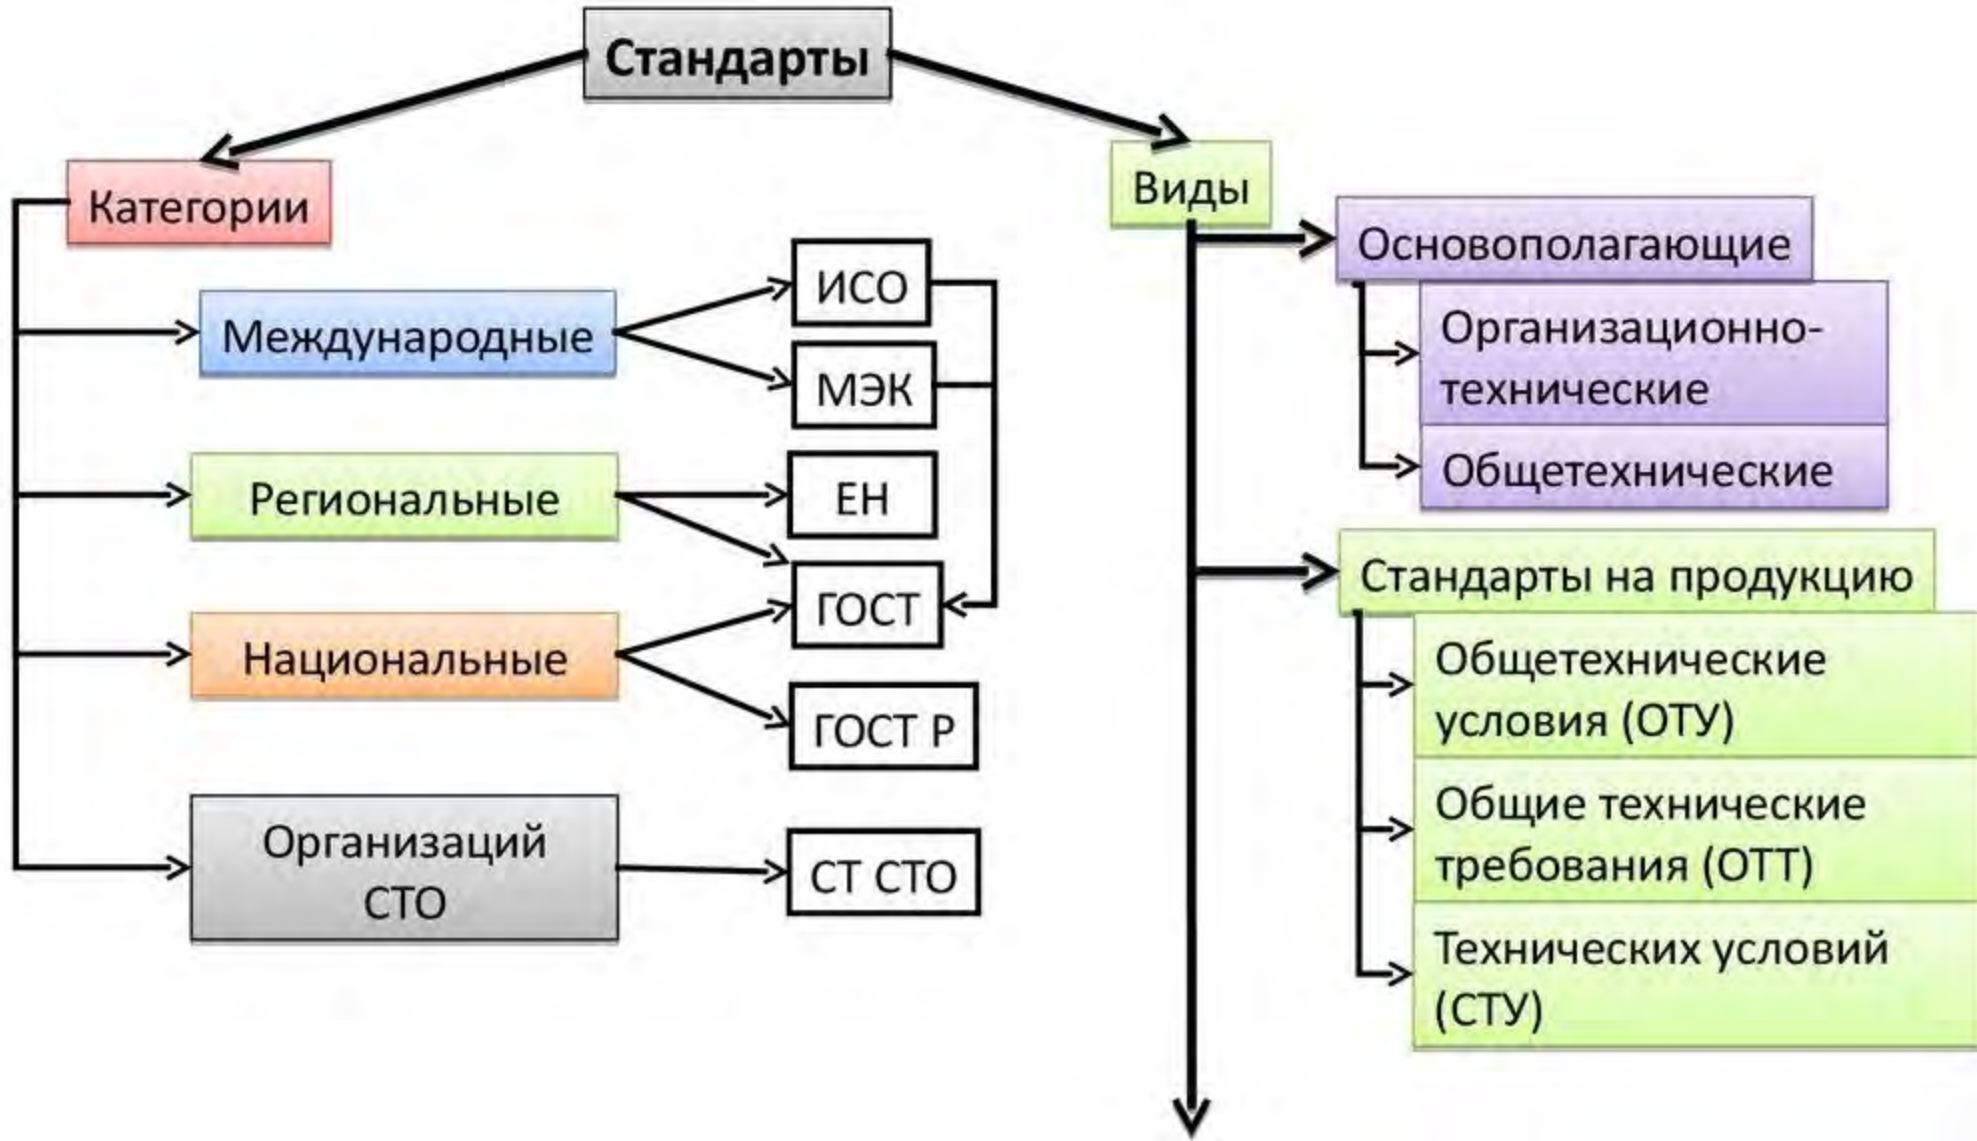 Стандарты
Категории
Международные
ИСО
МЭК
Региональные
ЕН
ГОСТ
Национальные
ГОСТ Р
Организаций
СТО
СТ СТО
Виды
Основополагающие
Организационно-
технические
Общетехнические
Стандарты на продукцию
Общетехнические
условия (ОТУ)
Общие технические
требования (ОТТ)
Технических условий
(СТУ)